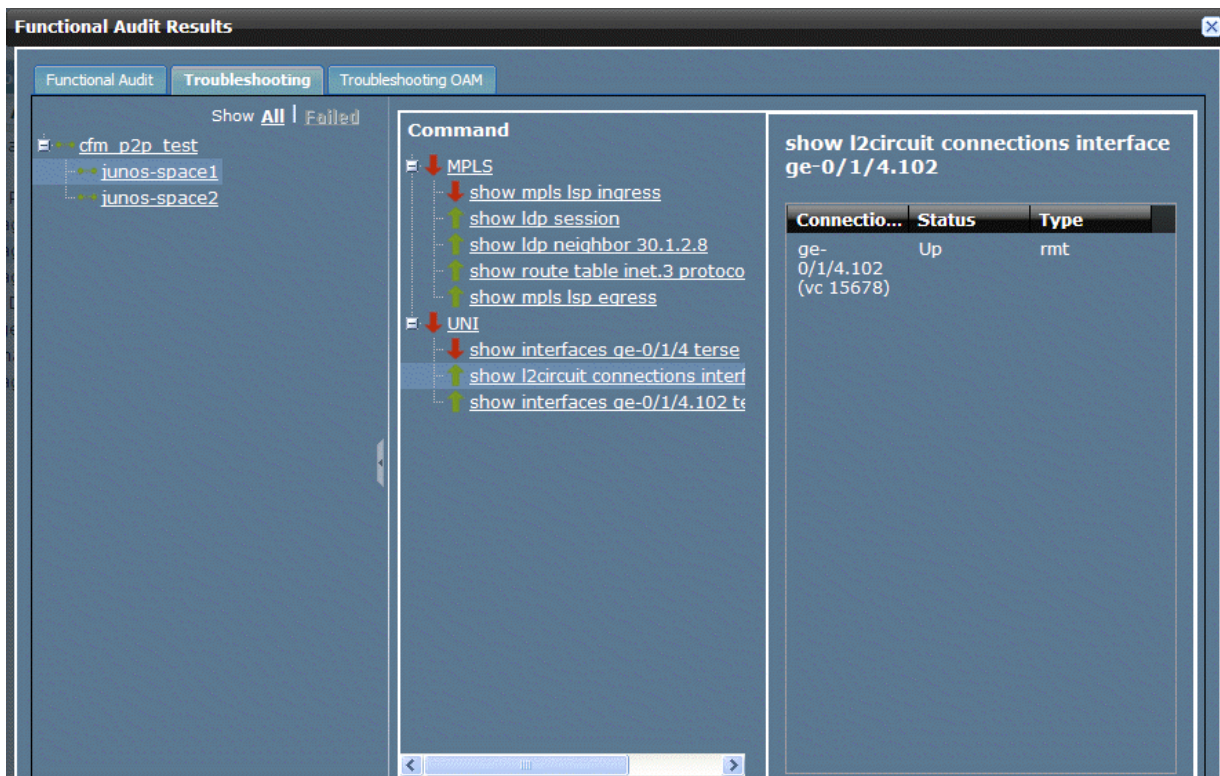 Functional Audit Results
Functional Audit
Troubleshooting
Troubleshooting OAM
Show All | Failed
cfm_p2p_test
junos-space1
junos-space2
Command
MPLS
show mpls lsp ingress
show ldp session
show ldp neighbor 30.1.2.8
show route table inet.3 protoco
show mpls lsp egress
UNI
show interfaces ge-0/1/4 terse
show l2circuit connections interf
show interfaces ge-0/1/4.102 te
show l2circuit connections interface
ge-0/1/4.102
Connectio... Status Type
ge- Up rmt
0/1/4.102
(vc 15678)